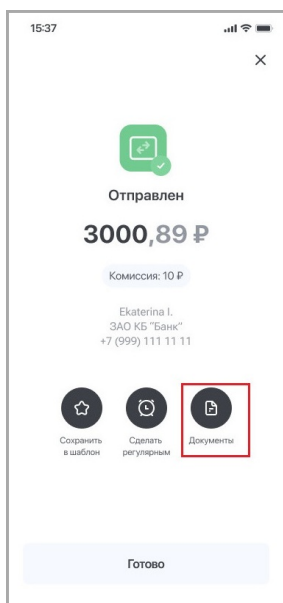 15:37
Отправлен
3000,89 ₽
Комиссия: 10 ₽
Ekaterina I.
ЗАО КБ "Банк"
+7 (999) 111 11 11
Сохранить
в шаблон
Сделать
регулярным
Документы
Готово